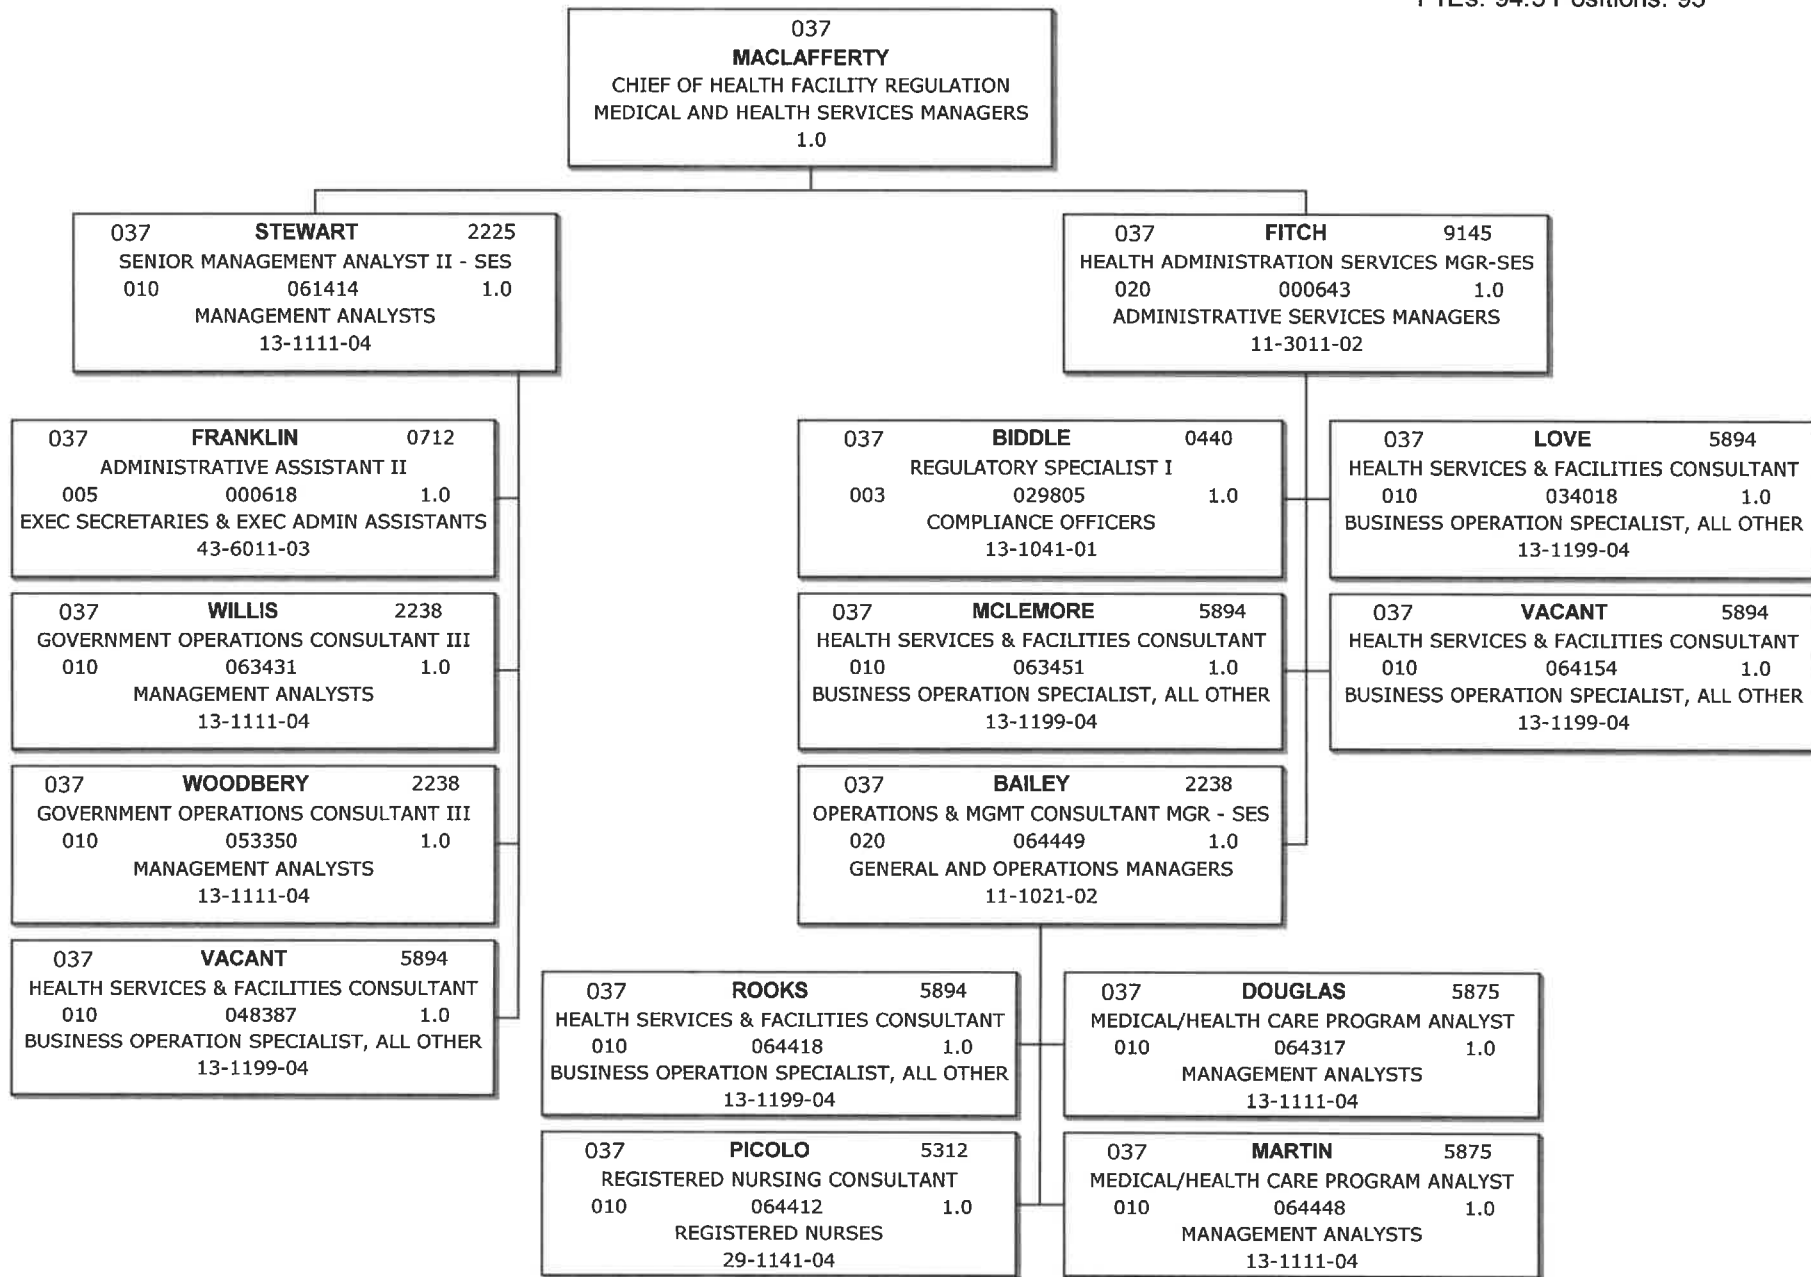 FTEs: 94.5 Positions: 95
037
MACLAFFERTY
CHIEF OF HEALTH FACILITY REGULATION
MEDICAL AND HEALTH SERVICES MANAGERS
1.0
037 STEWART 2225
SENIOR MANAGEMENT ANALYST II - SES
010 061414 1.0
MANAGEMENT ANALYSTS
13-1111-04
037 FITCH 9145
HEALTH ADMINISTRATION SERVICES MGR-SES
020 000643 1.0
ADMINISTRATIVE SERVICES MANAGERS
11-3011-02
037 FRANKLIN 0712
ADMINISTRATIVE ASSISTANT II
005 000618 1.0
EXEC SECRETARIES & EXEC ADMIN ASSISTANTS
43-6011-03
037 WILLIS 2238
GOVERNMENT OPERATIONS CONSULTANT III
010 063431 1.0
MANAGEMENT ANALYSTS
13-1111-04
037 WOODBERY 2238
GOVERNMENT OPERATIONS CONSULTANT III
010 053350 1.0
MANAGEMENT ANALYSTS
13-1111-04
037 VACANT 5894
HEALTH SERVICES & FACILITIES CONSULTANT
010 048387 1.0
BUSINESS OPERATION SPECIALIST, ALL OTHER
13-1199-04
037 BIDDLE 0440
REGULATORY SPECIALIST I
003 029805 1.0
COMPLIANCE OFFICERS
13-1041-01
037 LOVE 5894
HEALTH SERVICES & FACILITIES CONSULTANT
010 034018 1.0
BUSINESS OPERATION SPECIALIST, ALL OTHER
13-1199-04
037 MCLEMORE 5894
HEALTH SERVICES & FACILITIES CONSULTANT
010 063451 1.0
BUSINESS OPERATION SPECIALIST, ALL OTHER
13-1199-04
037 VACANT 5894
HEALTH SERVICES & FACILITIES CONSULTANT
010 064154 1.0
BUSINESS OPERATION SPECIALIST, ALL OTHER
13-1199-04
037 BAILEY 2238
OPERATIONS & MGMT CONSULTANT MGR - SES
020 064449 1.0
GENERAL AND OPERATIONS MANAGERS
11-1021-02
037 ROOKS 5894
HEALTH SERVICES & FACILITIES CONSULTANT
010 064418 1.0
BUSINESS OPERATION SPECIALIST, ALL OTHER
13-1199-04
037 DOUGLAS 5875
MEDICAL/HEALTH CARE PROGRAM ANALYST
010 064317 1.0
MANAGEMENT ANALYSTS
13-1111-04
037 PICOLO 5312
REGISTERED NURSING CONSULTANT
010 064412 1.0
REGISTERED NURSES
29-1141-04
037 MARTIN 5875
MEDICAL/HEALTH CARE PROGRAM ANALYST
010 064448 1.0
MANAGEMENT ANALYSTS
13-1111-04